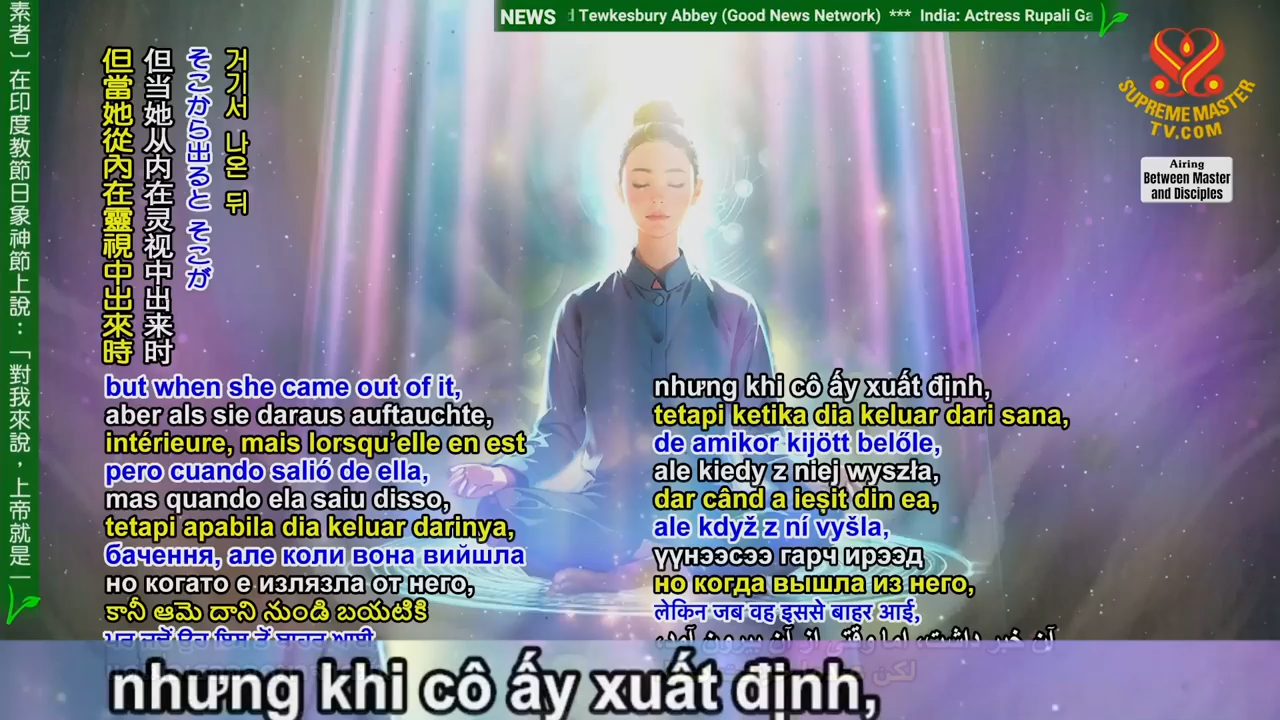 NEWS d Tewkesbury Abbey (Good News Network) *** India: Actress Rupali Ga
SUPREME MASTER
TV.COM
Airing
Between Master
and Disciples
素者〕在印度教節日象神節上說：「對我來說，上帝就是一
但當她從內在靈視中出來時
但当她从内在灵视中出来时
そこから出ると そこが
거기서 나온 뒤
but when she came out of it,
aber als sie daraus auftauchte,
intérieure, mais lorsqu’elle en est
pero cuando salió de ella,
mas quando ela saiu disso,
tetapi apabila dia keluar darinya,
бачення, але коли вона вийшла
но когато е излязла от него,
కానీ ఆమె దాని నుండి బయటికి
nhưng khi cô ấy xuất định,
tetapi ketika dia keluar dari sana,
de amikor kijött belőle,
ale kiedy z niej wyszła,
dar când a ieșit din ea,
ale když z ní vyšla,
үүнээсээ гарч ирээд
но когда вышла из него,
लेकिन जब वह इससे बाहर आई,
nhưng khi cô ấy xuất định,